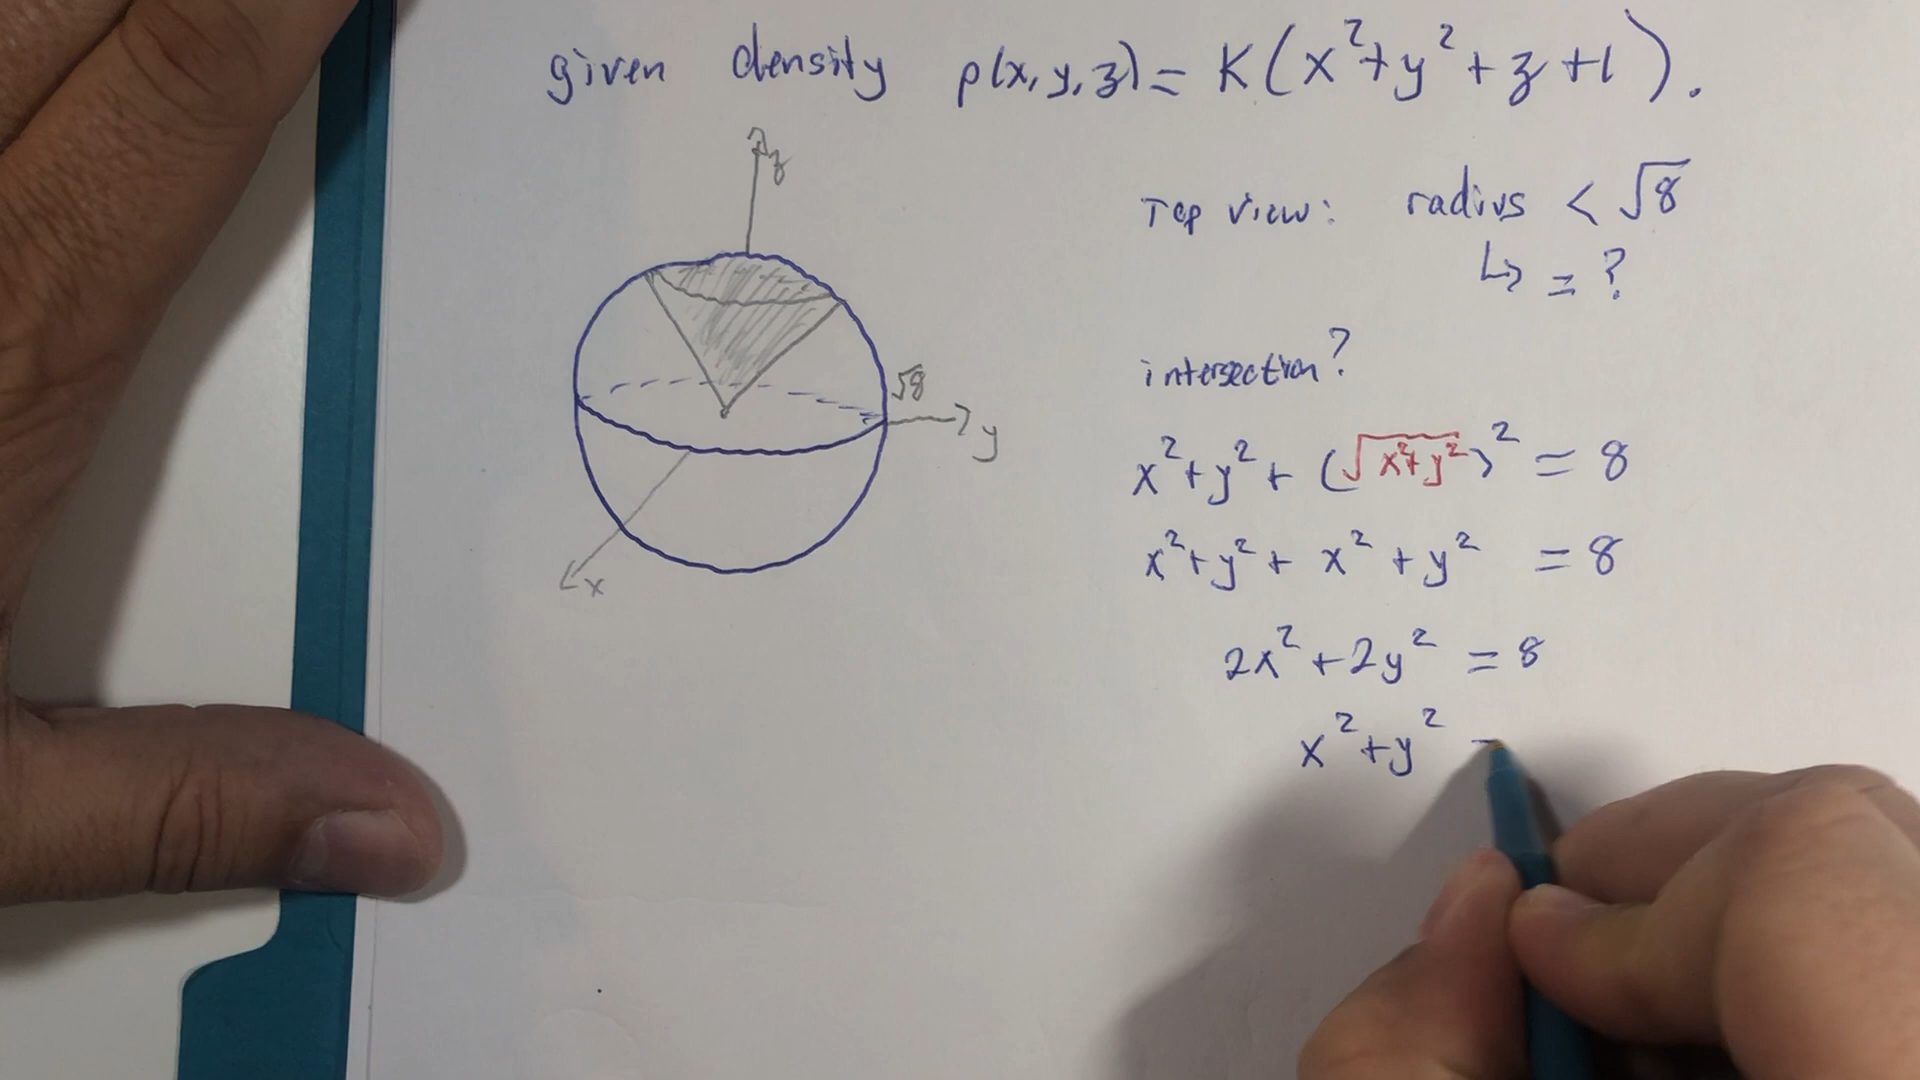 given density ρ(x,y,z) = K(x²+y²+z+1).
z
Top view: radius < √8
↳ = ?
intersection?
√8
y
x²+y²+(√x²+y²)² = 8
x²+y²+x²+y² = 8
x
2x²+2y² = 8
x²+y² =